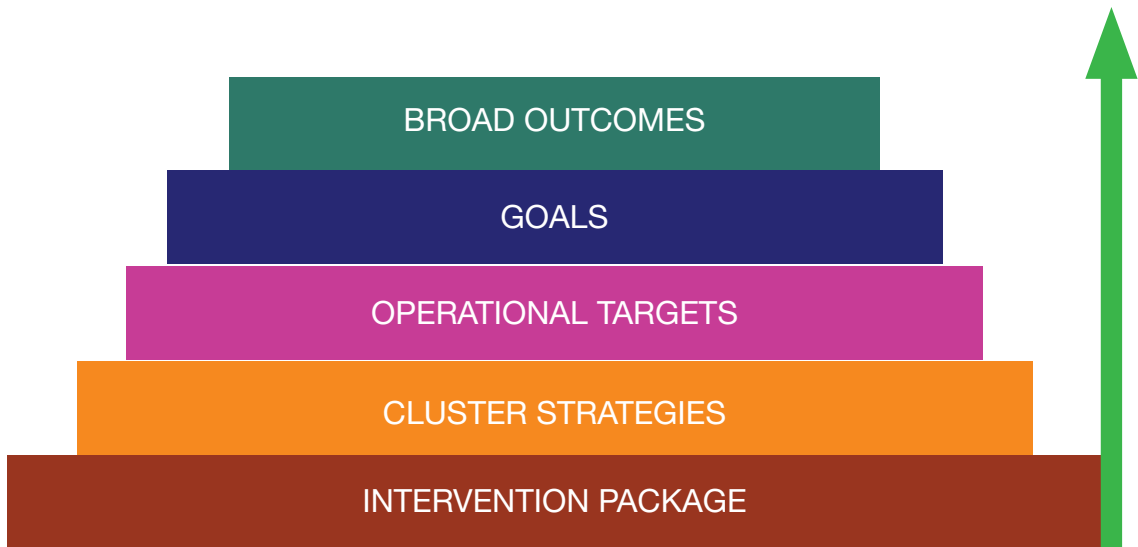 BROAD OUTCOMES
GOALS
OPERATIONAL TARGETS
CLUSTER STRATEGIES
INTERVENTION PACKAGE